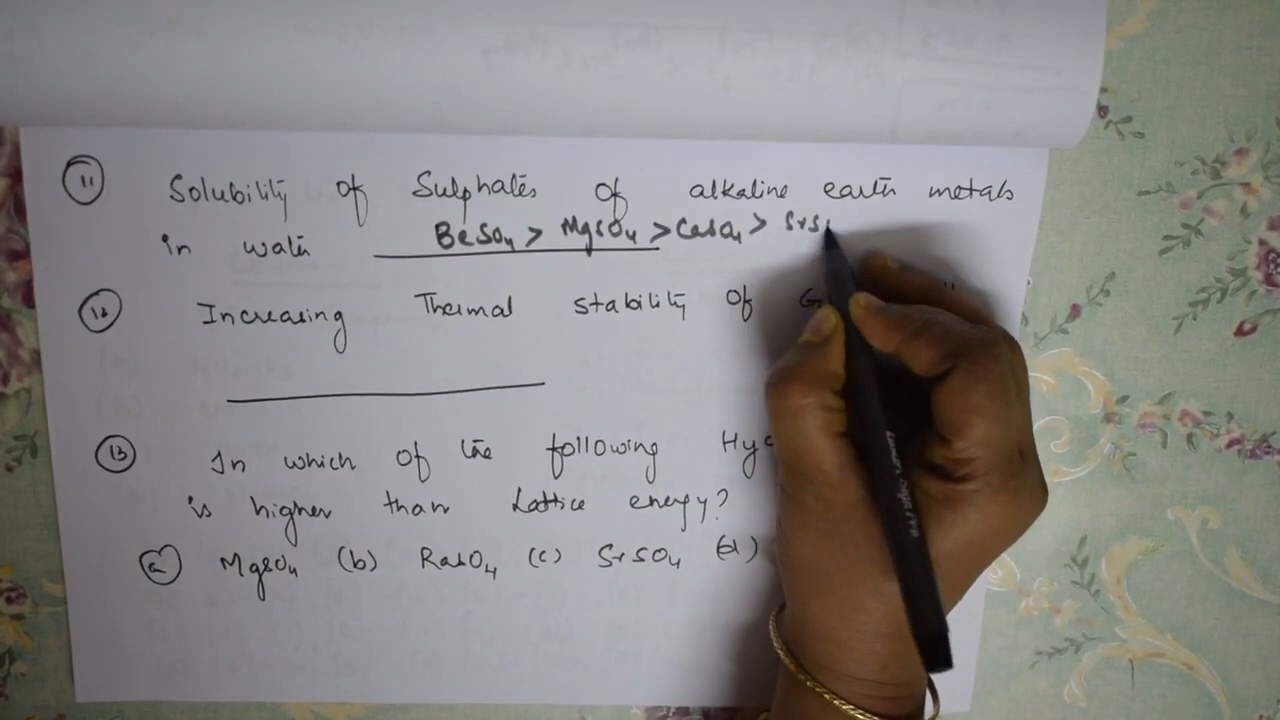 11 Solubility of Sulphates of alkaline earth metals
in water BeSO4 > MgSO4 > CaSO4 > SrS
12 Increasing Thermal stability of
13 In which of the following Hyd
is higher than Lattice energy?
(a) MgSO4 (b) RaSO4 (c) SrSO4 (d)